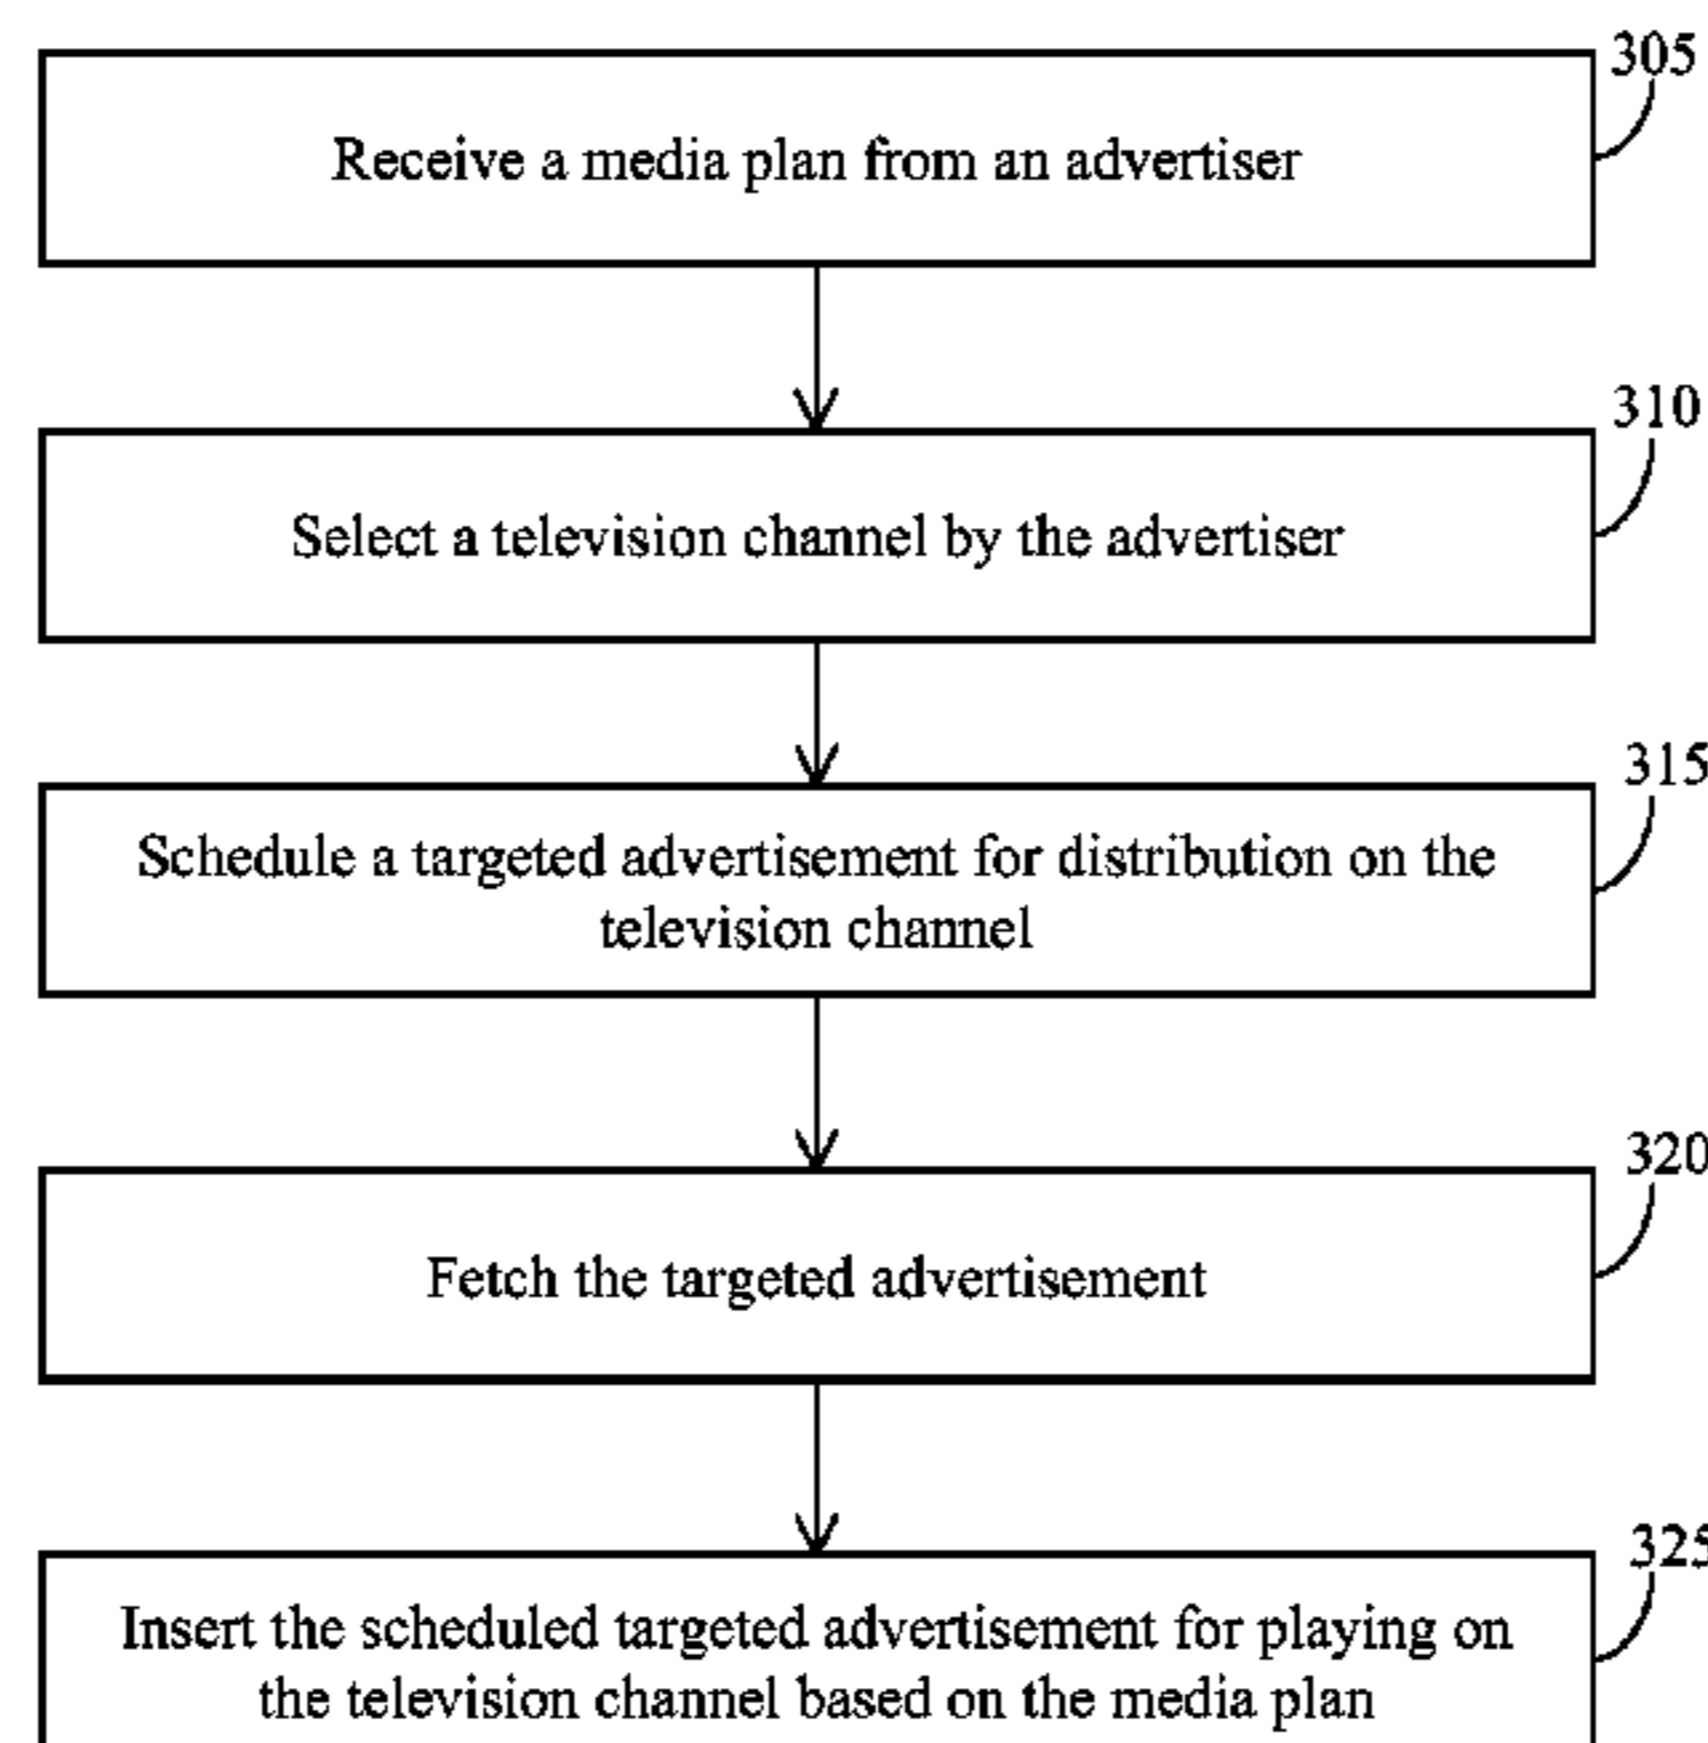 305
Receive a media plan from an advertiser
310
Select a television channel by the advertiser
315
Schedule a targeted advertisement for distribution on the
television channel
320
Fetch the targeted advertisement
325
Insert the scheduled targeted advertisement for playing on
the television channel based on the media plan